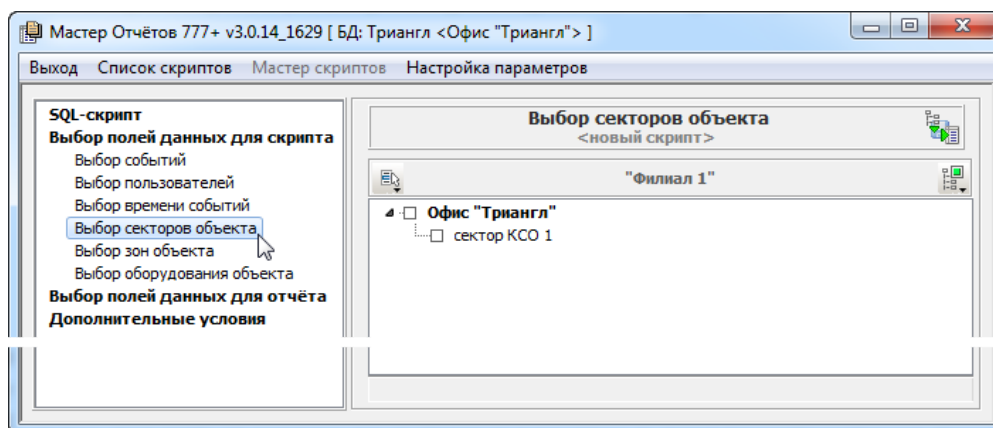 Мастер Отчётов 777+ v3.0.14_1629 [ БД: Триангл <Офис "Триангл"> ]
Выход Список скриптов Мастер скриптов Настройка параметров
SQL-скрипт
Выбор полей данных для скрипта
Выбор событий
Выбор пользователей
Выбор времени событий
Выбор секторов объекта
Выбор зон объекта
Выбор оборудования объекта
Выбор полей данных для отчёта
Дополнительные условия
Выбор секторов объекта
<новый скрипт>
"Филиал 1"
Офис "Триангл"
сектор КСО 1